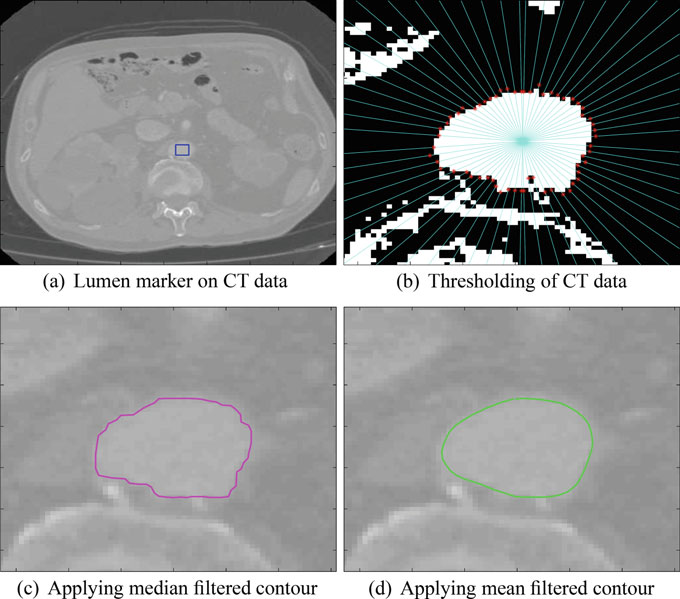 (a) Lumen marker on CT data
(b) Thresholding of CT data
(c) Applying median filtered contour
(d) Applying mean filtered contour